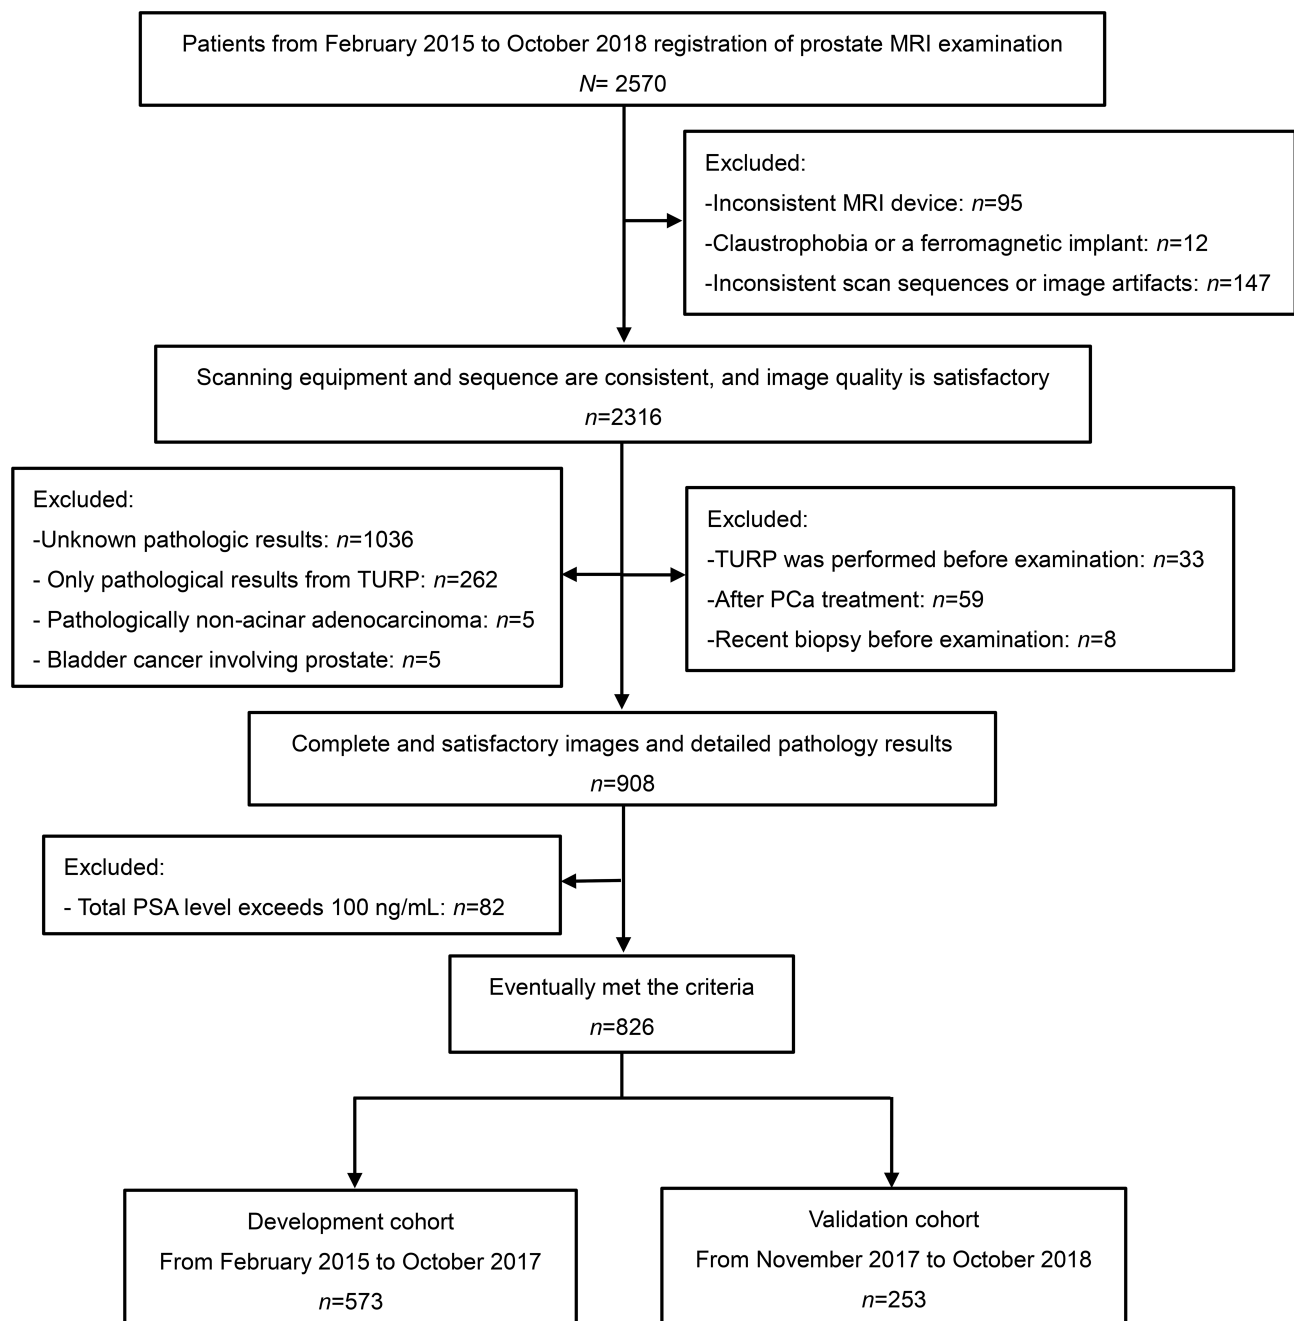 Patients from February 2015 to October 2018 registration of prostate MRI examination
N= 2570
Excluded:
-Inconsistent MRI device: n=95
-Claustrophobia or a ferromagnetic implant: n=12
-Inconsistent scan sequences or image artifacts: n=147
Scanning equipment and sequence are consistent, and image quality is satisfactory
n=2316
Excluded:
-Unknown pathologic results: n=1036
- Only pathological results from TURP: n=262
- Pathologically non-acinar adenocarcinoma: n=5
- Bladder cancer involving prostate: n=5
Excluded:
-TURP was performed before examination: n=33
-After PCa treatment: n=59
-Recent biopsy before examination: n=8
Complete and satisfactory images and detailed pathology results
n=908
Excluded:
- Total PSA level exceeds 100 ng/mL: n=82
Eventually met the criteria
n=826
Development cohort
From February 2015 to October 2017
n=573
Validation cohort
From November 2017 to October 2018
n=253